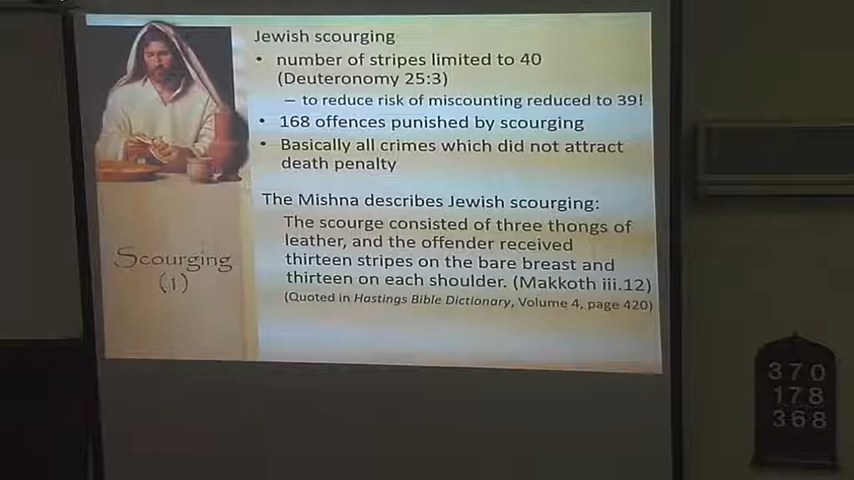 Jewish scourging
• number of stripes limited to 40
(Deuteronomy 25:3)
– to reduce risk of miscounting reduced to 39!
• 168 offences punished by scourging
• Basically all crimes which did not attract
death penalty
The Mishna describes Jewish scourging:
The scourge consisted of three thongs of
leather, and the offender received
thirteen stripes on the bare breast and
thirteen on each shoulder. (Makkoth iii.12)
(Quoted in Hastings Bible Dictionary, Volume 4, page 420)
Scourging
(1)
370
178
368